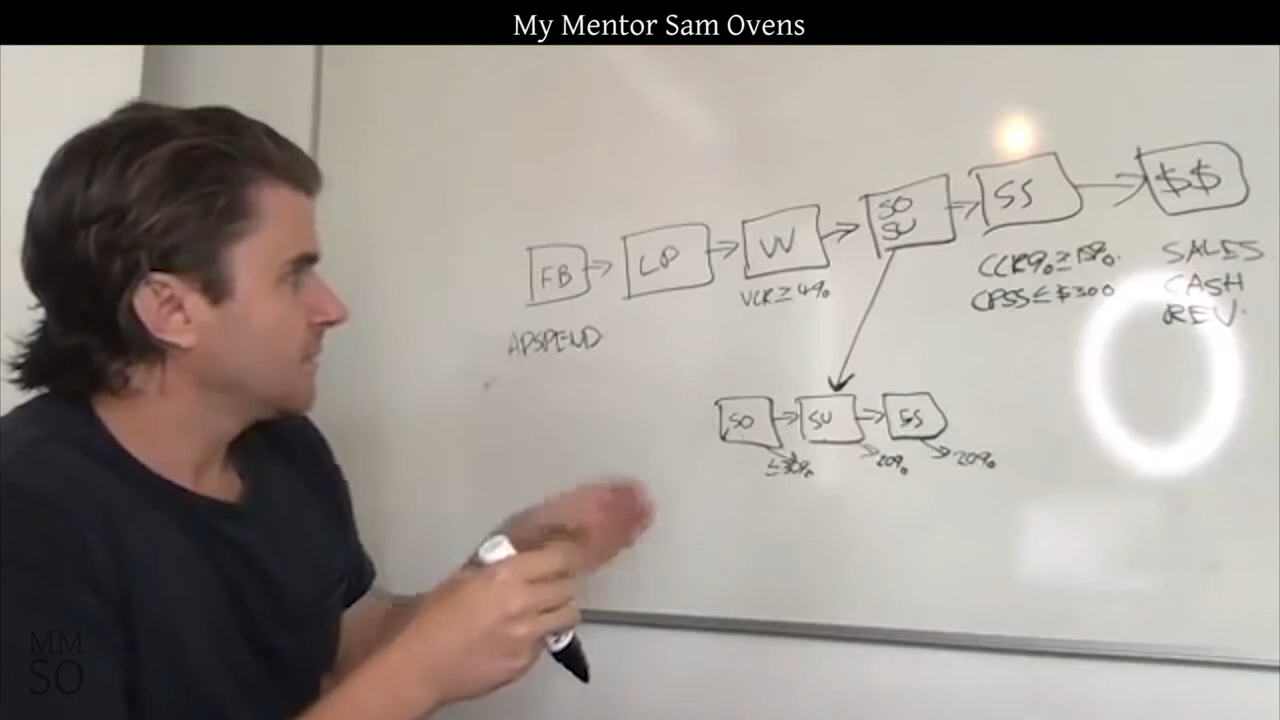 My Mentor Sam Ovens
FB
LP
W
SO
SU
SS
$$
ADSPEND
VCR ≥ 4%
CCR% ≥ 15%.
CPSS ≤ $300
SALES
CASH
REV.
SO
SU
SS
≤30%
20%
20%
MM
SO